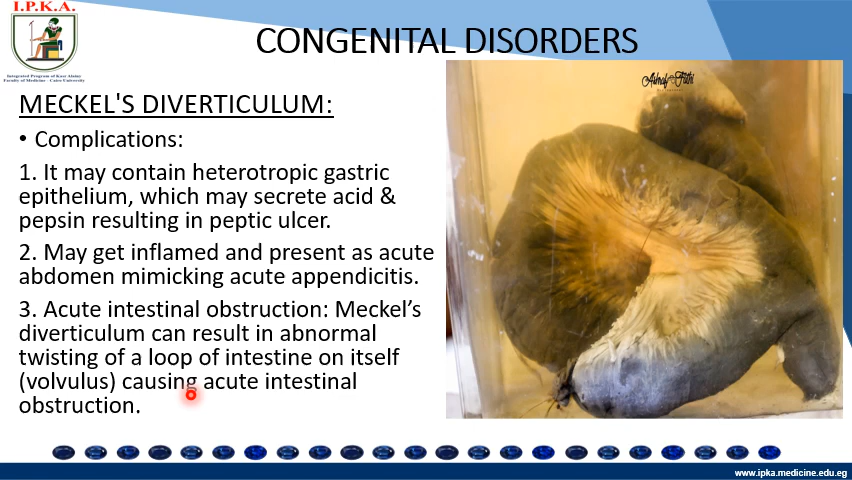 I.P.K.A.
Integrated Program of Kasr Alainy
Faculty of Medicine - Cairo University
CONGENITAL DISORDERS
MECKEL'S DIVERTICULUM:
• Complications:
1. It may contain heterotropic gastric
epithelium, which may secrete acid &
pepsin resulting in peptic ulcer.
2. May get inflamed and present as acute
abdomen mimicking acute appendicitis.
3. Acute intestinal obstruction: Meckel’s
diverticulum can result in abnormal
twisting of a loop of intestine on itself
(volvulus) causing acute intestinal
obstruction.
Ashraf Fathi
www.ipka.medicine.edu.eg